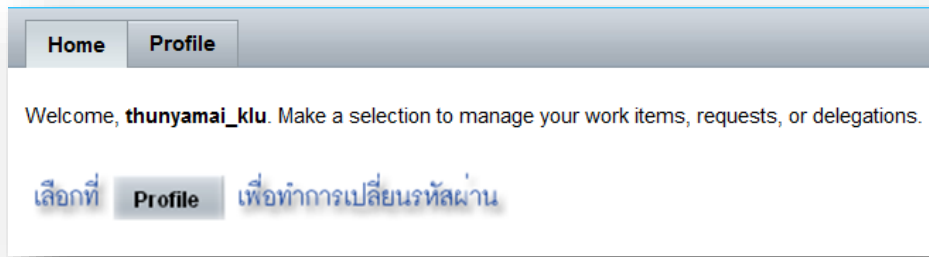 Home Profile
Welcome, thunyamai_klu. Make a selection to manage your work items, requests, or delegations.
เลือกที่ Profile เพื่อทำการเปลี่ยนรหัสผ่าน